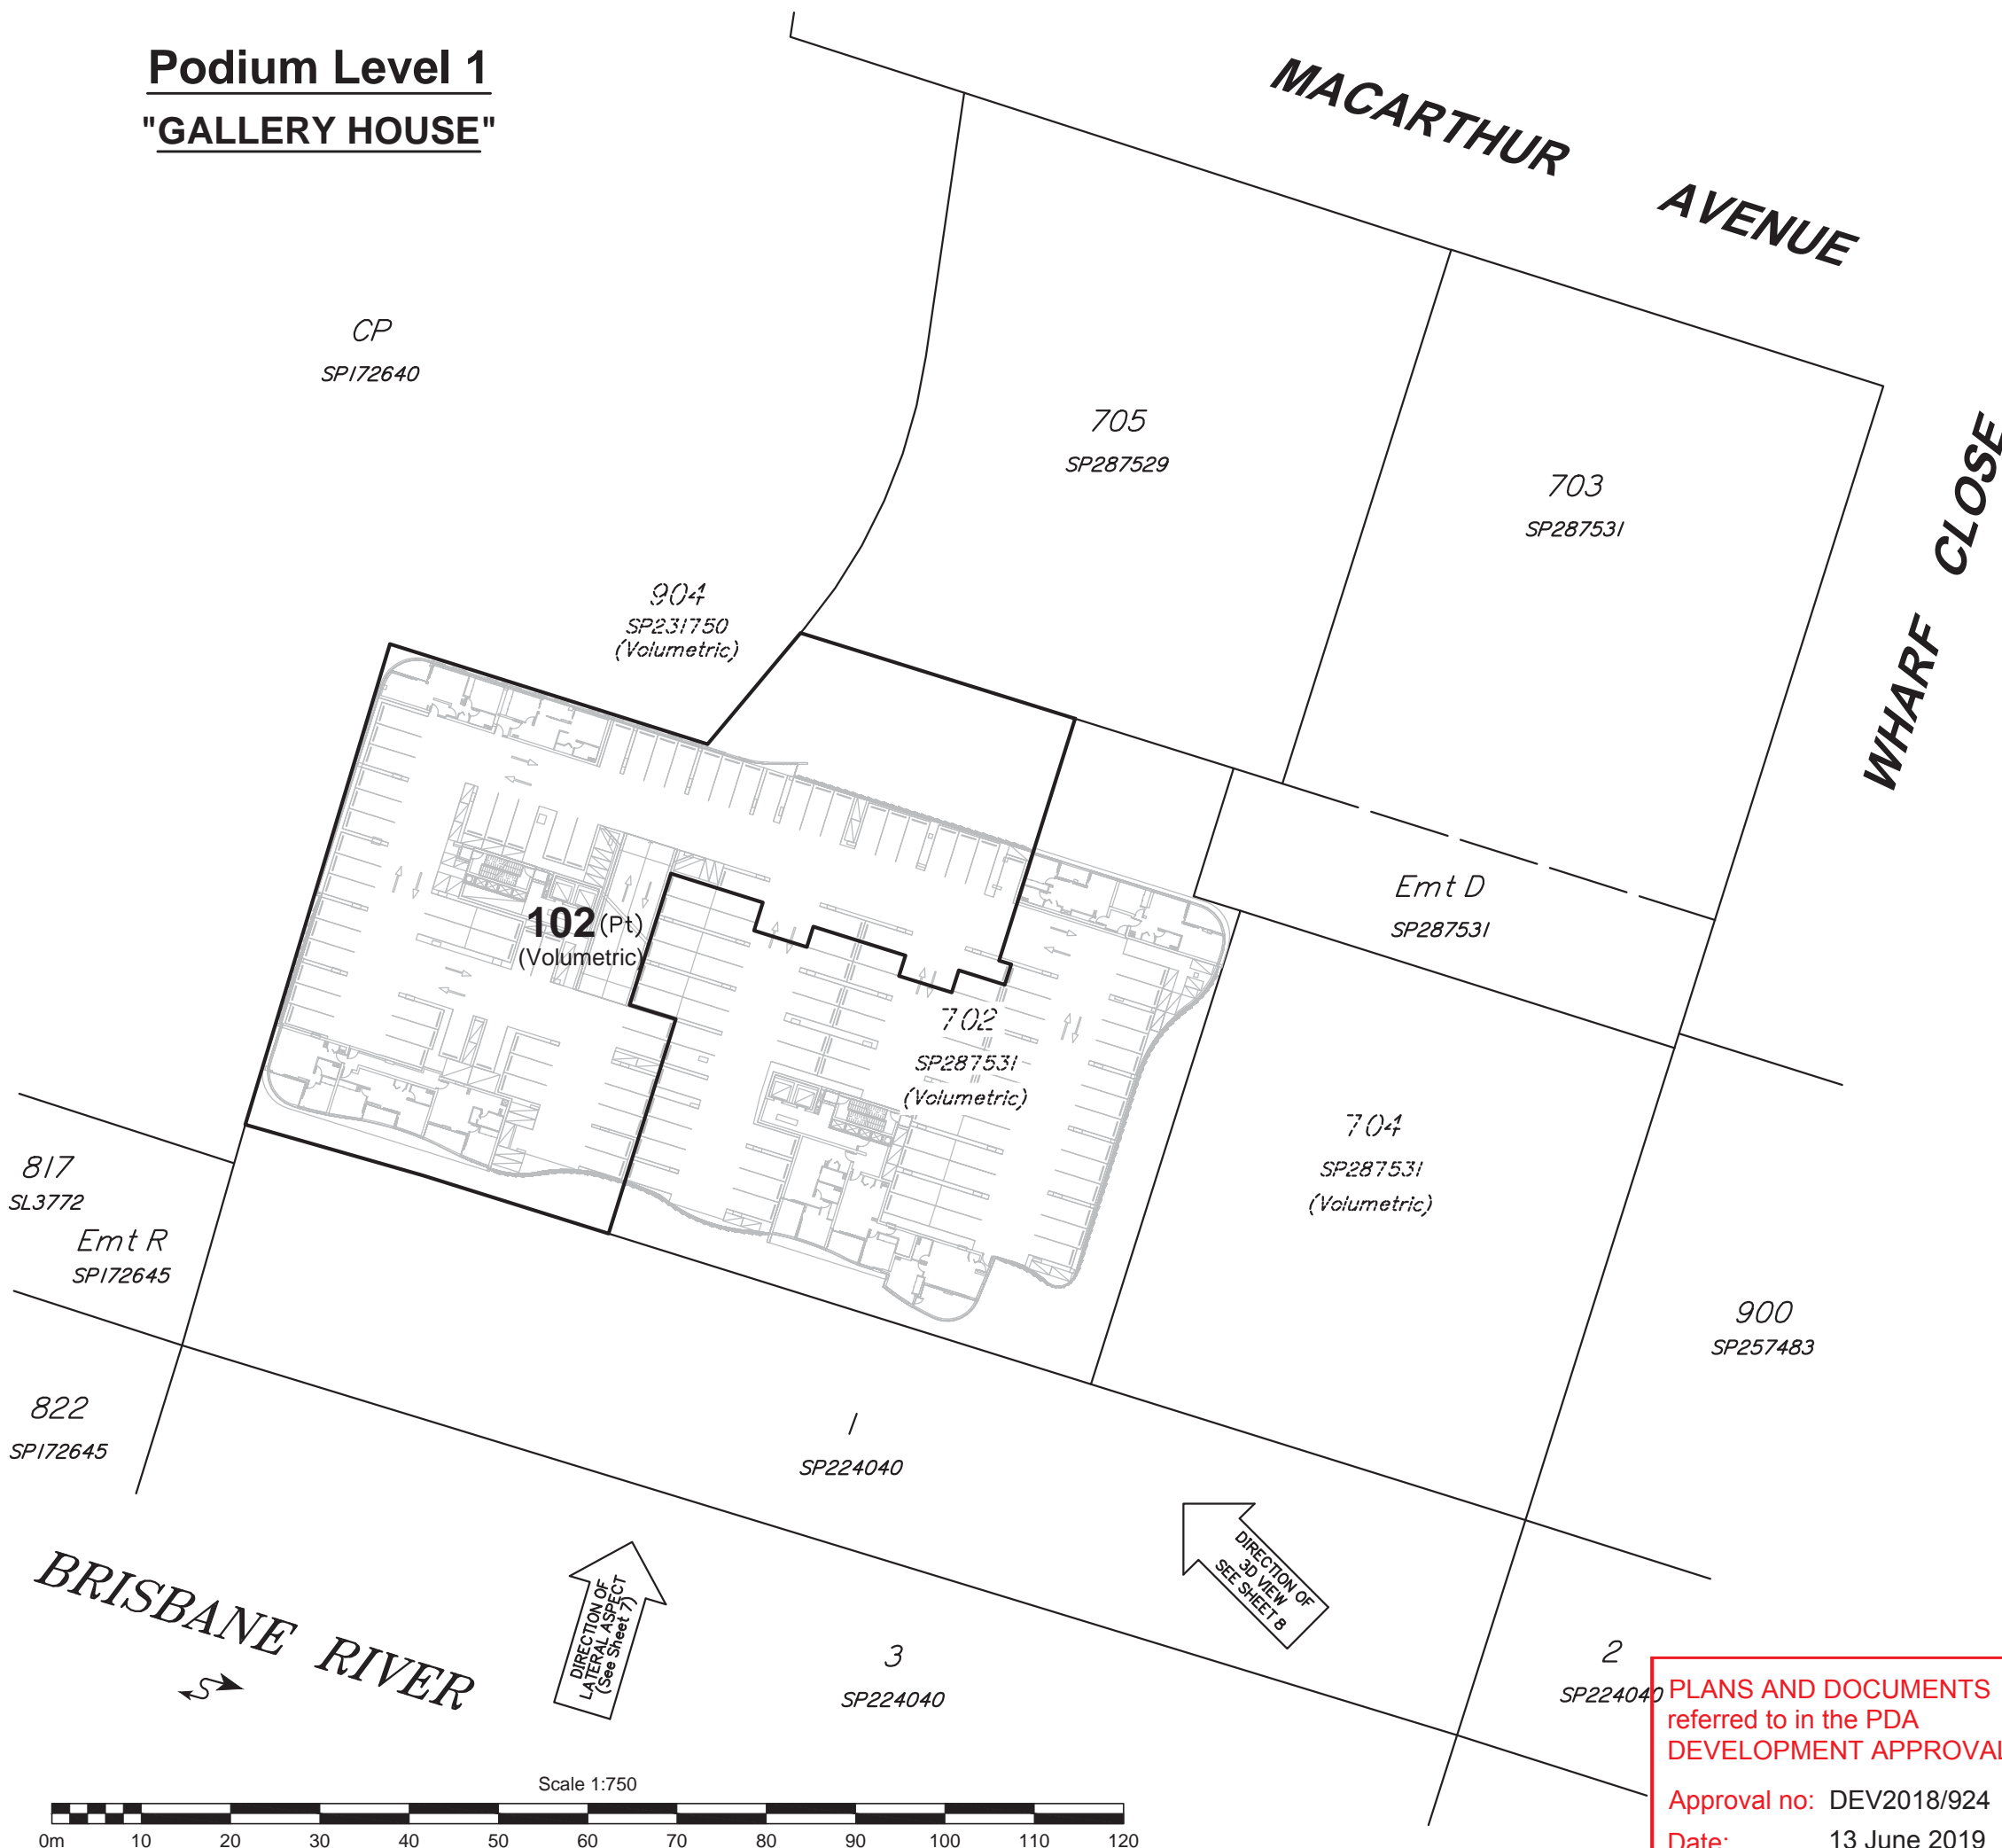 Podium Level 1
"GALLERY HOUSE"
MACARTHUR AVENUE
WHARF CLOSE
CP
SP172640
705
SP287529
703
SP287531
904
SP231750
(Volumetric)
Emt D
SP287531
102 (Pt)
(Volumetric)
702
SP287531
(Volumetric)
704
SP287531
(Volumetric)
817
SL3772
Emt R
SP172645
900
SP257483
822
SP172645
1
SP224040
BRISBANE RIVER
S
DIRECTION OF
LATERAL ASPECT
(See Sheet 7)
DIRECTION OF
3D VIEW
SEE SHEET 8
3
SP224040
2
SP224040
PLANS AND DOCUMENTS
referred to in the PDA
DEVELOPMENT APPROVAL
Approval no: DEV2018/924
Date: 13 June 2019
Scale 1:750
0m 10 20 30 40 50 60 70 80 90 100 110 120